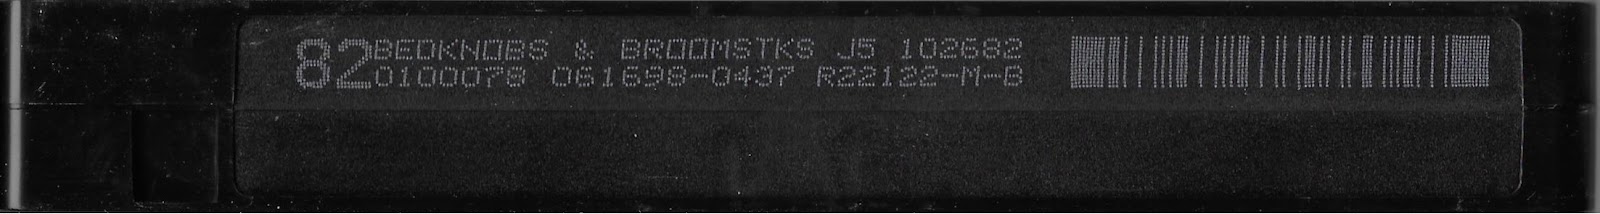 82 BEDKNOBS & BROOMSTKS J5 102682
0100078 061698-0437 R22122-M-B